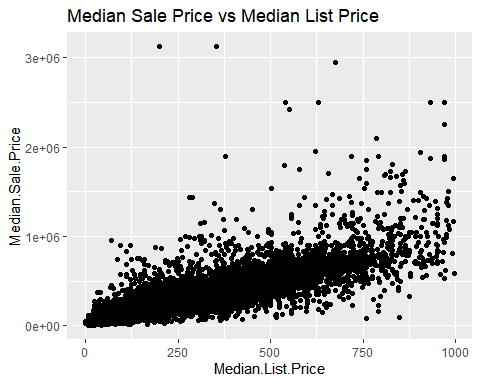 Median Sale Price vs Median List Price
3e+06
2e+06
1e+06
0e+00
Median.Sale.Price
0 250 500 750 1000
Median.List.Price